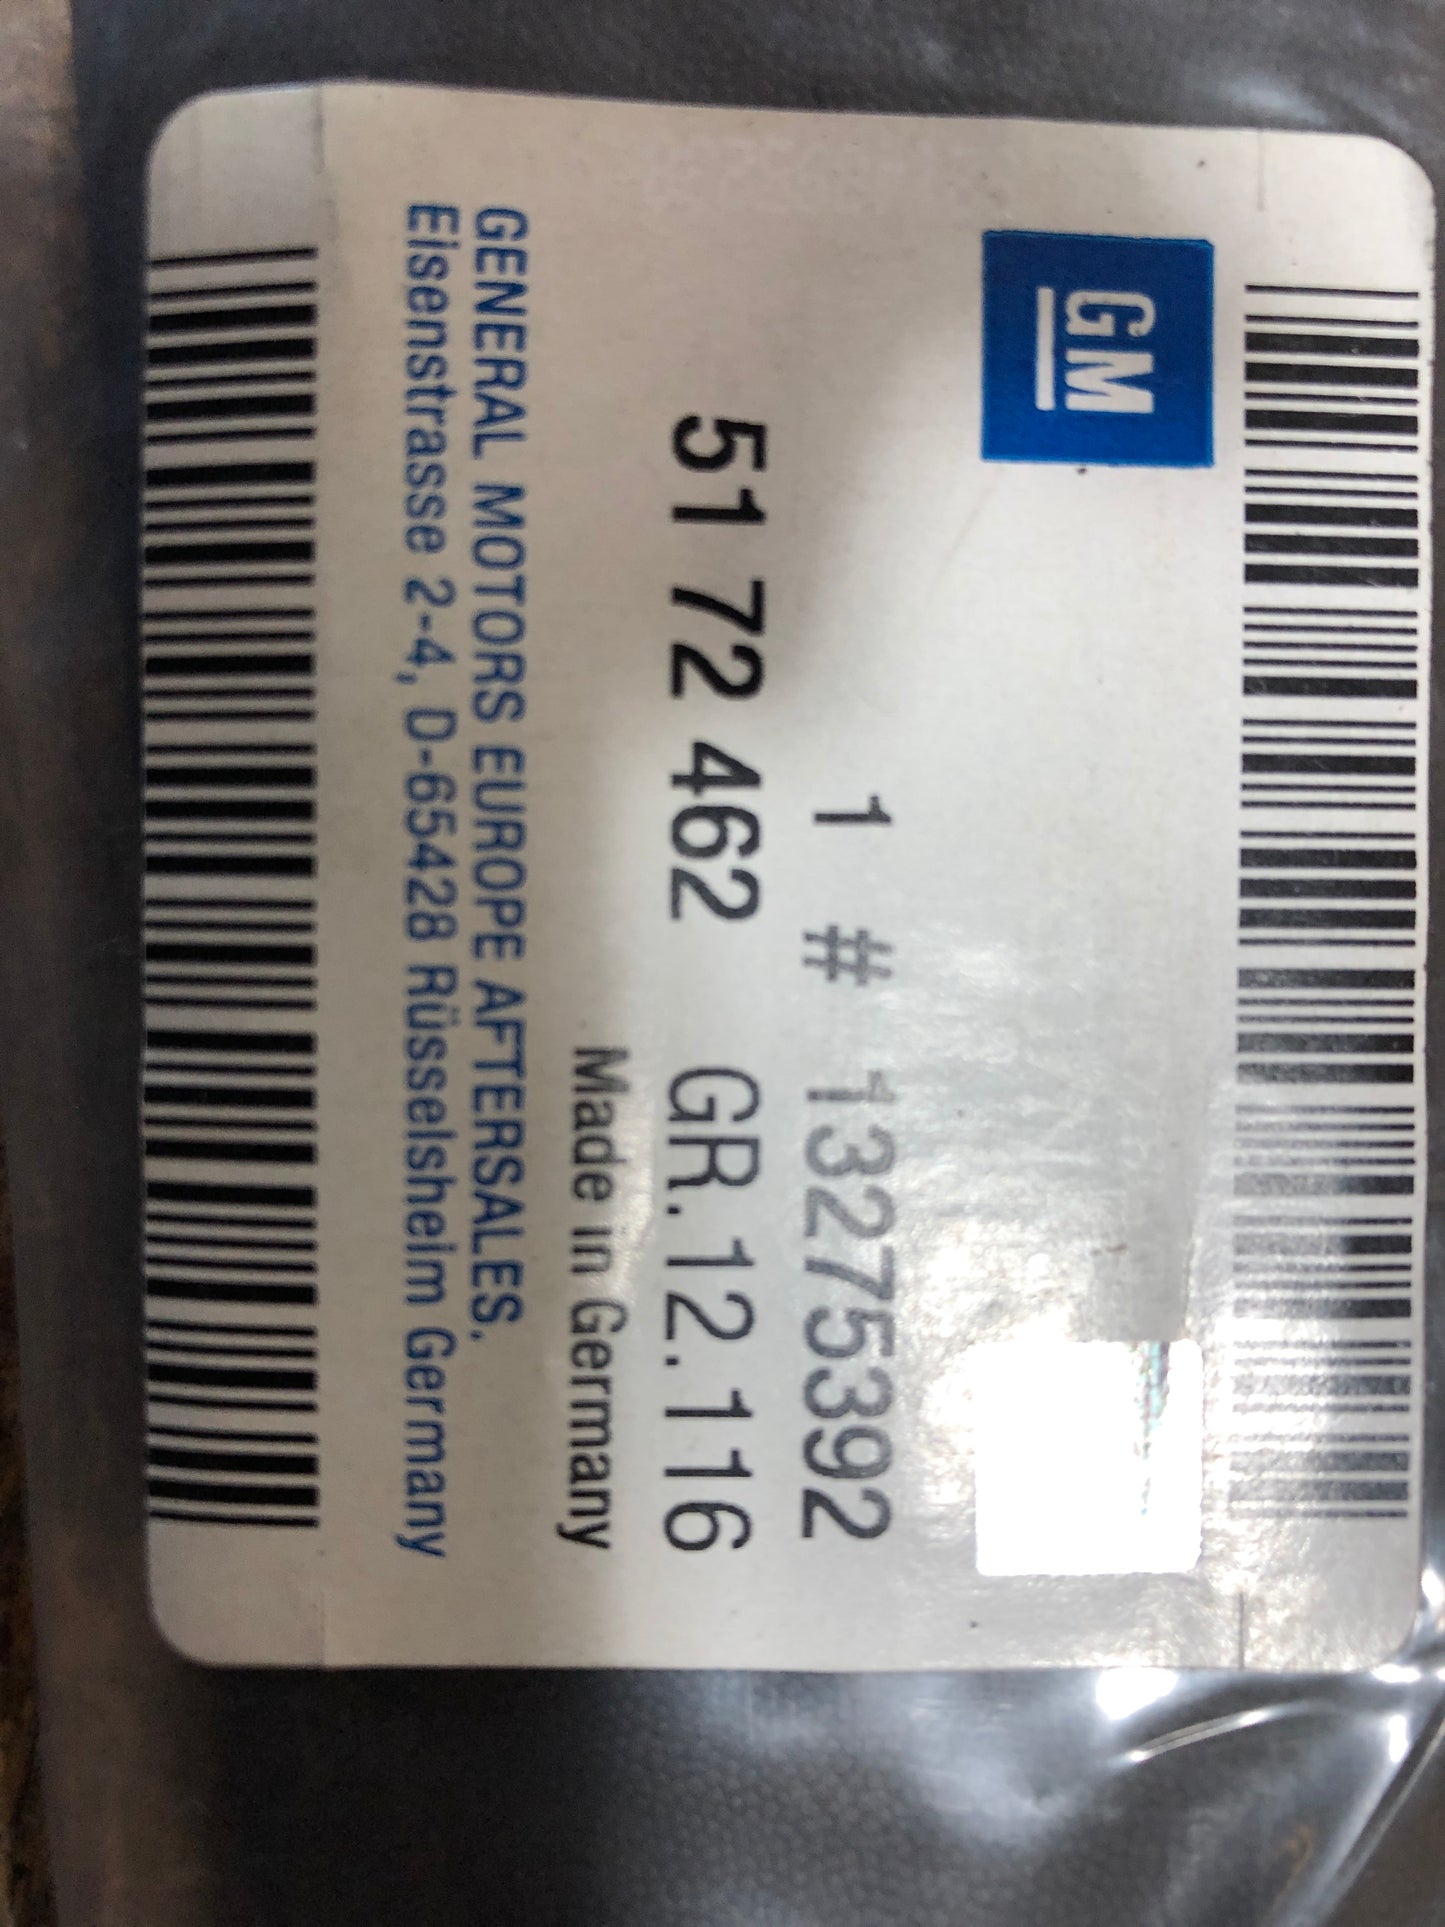 GM
1 # 13275392
51 72 462 GR.12.116
Made in Germany
GENERAL MOTORS EUROPE AFTERSALES,
Eisenstrasse 2-4, D-65428 Rüsselsheim Germany